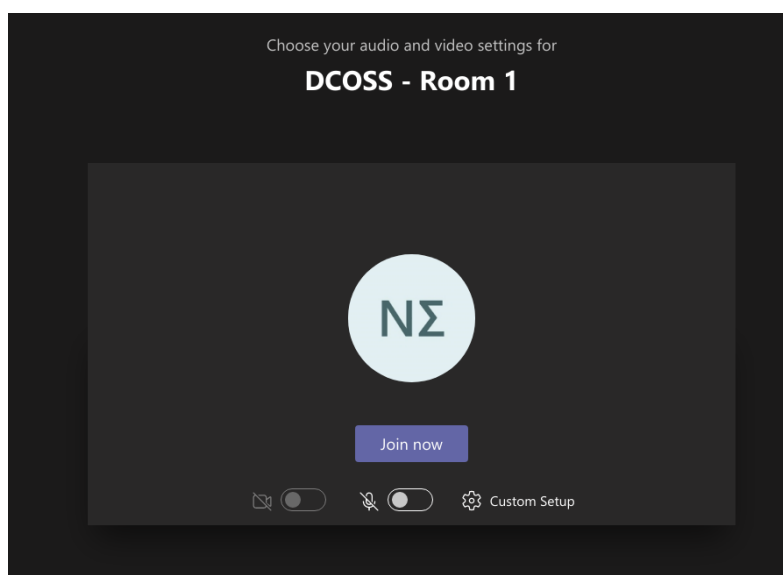 Choose your audio and video settings for
DCOSS - Room 1
ΝΣ
Join now
Custom Setup